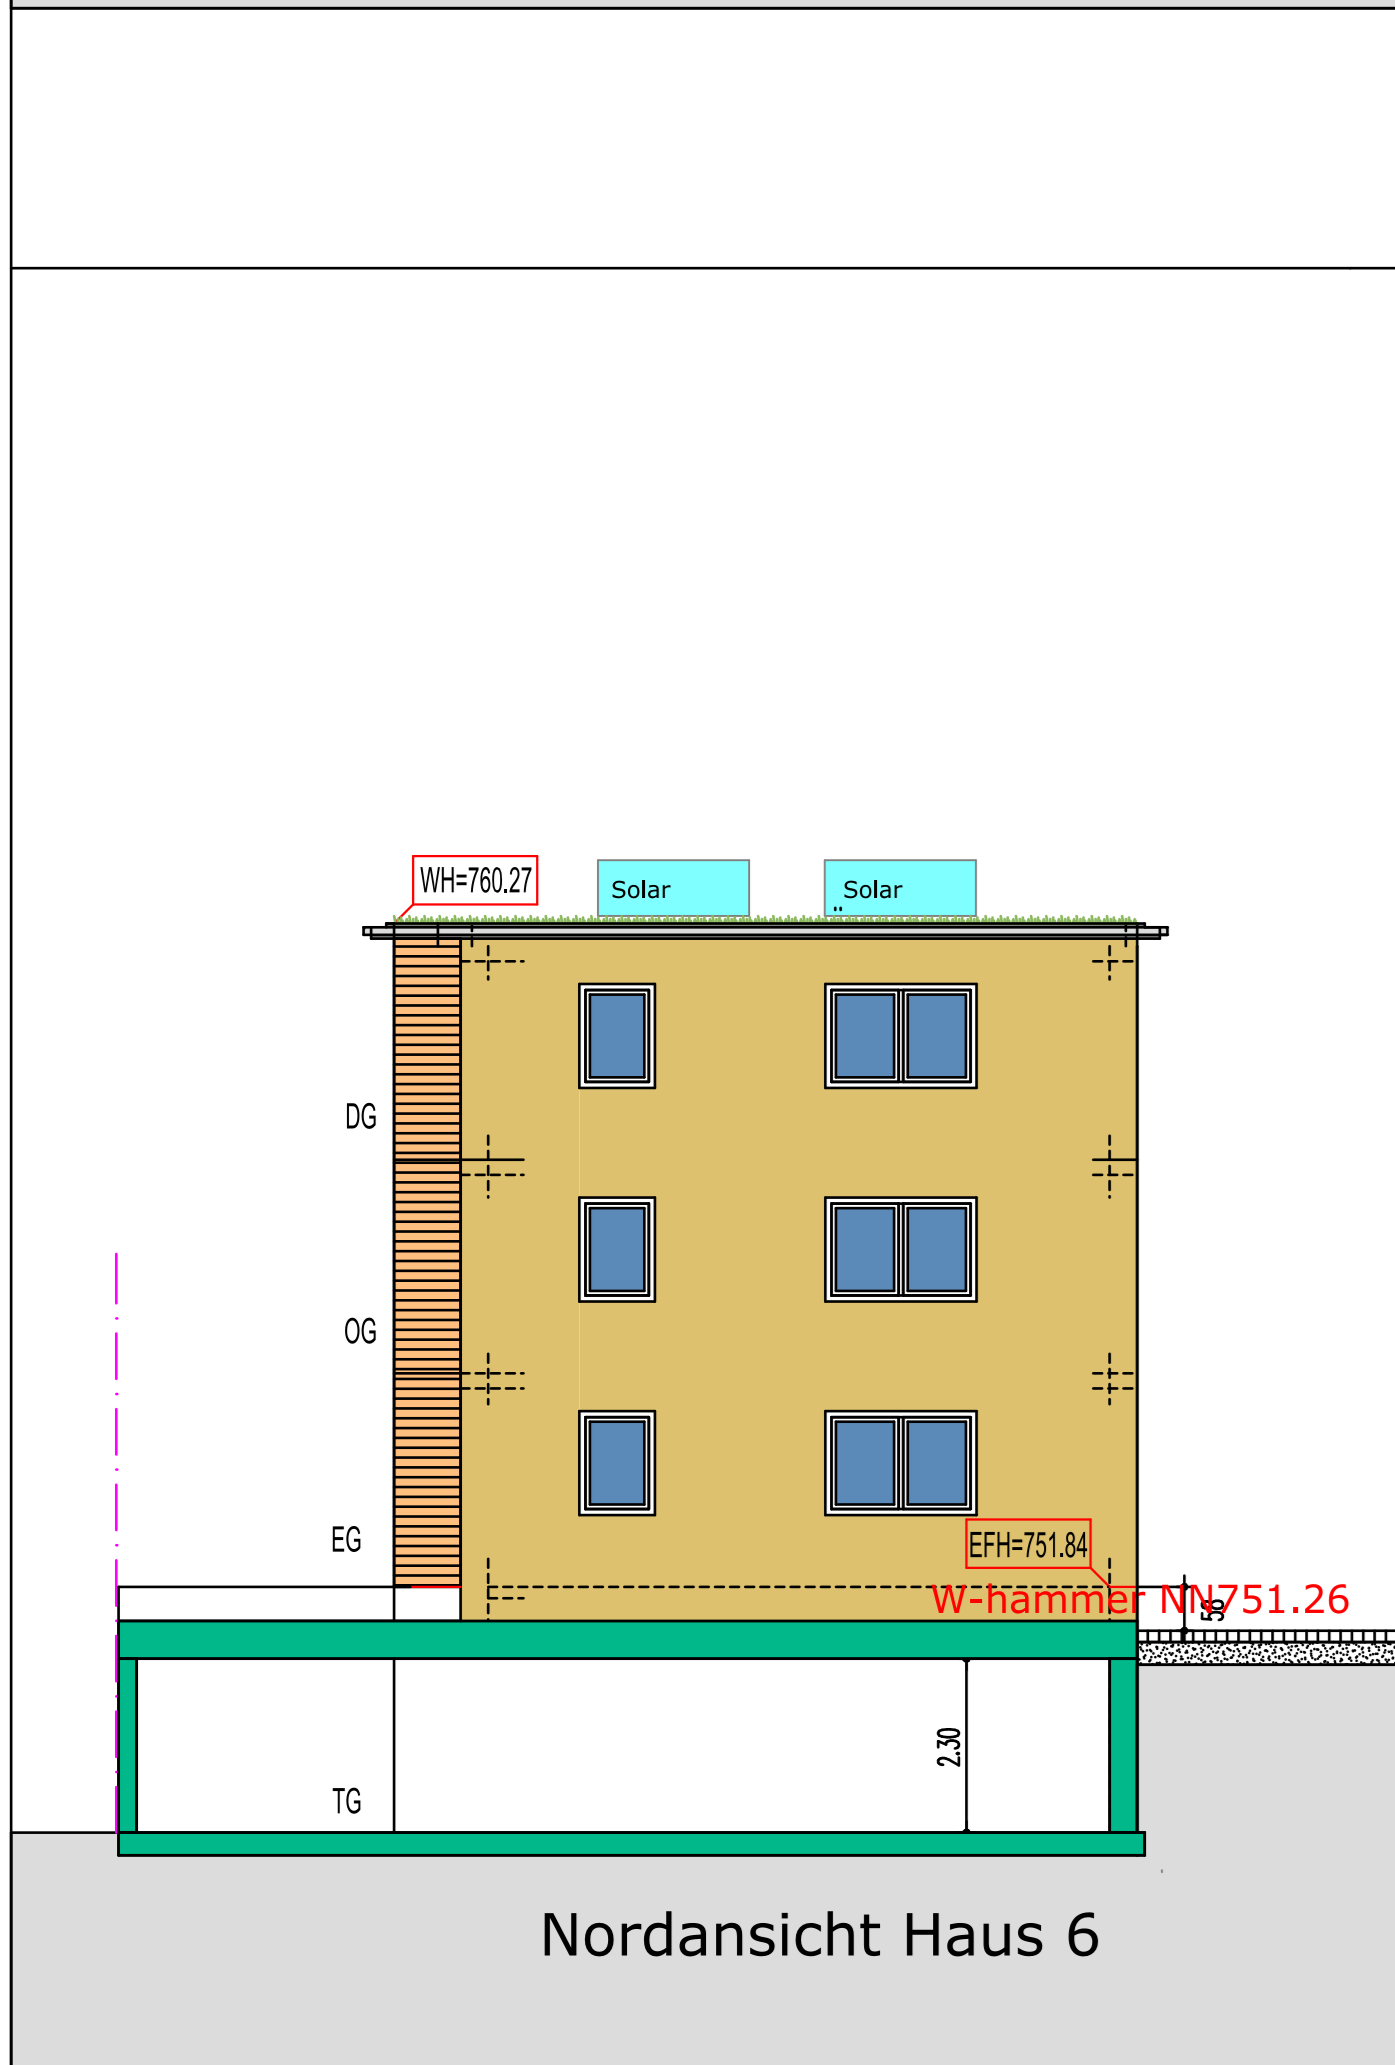 WH=760.27
Solar
Solar
DG
OG
EG
EFH=751.84
W-hammer NN751.26
58
2.30
TG
Nordansicht Haus 6